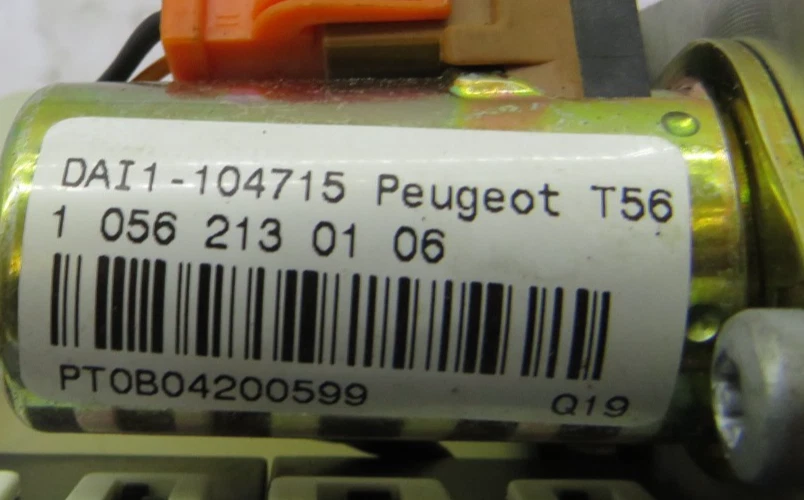 DAI1-104715 Peugeot T56
1 056 213 01 06
PT0B04200599
Q19